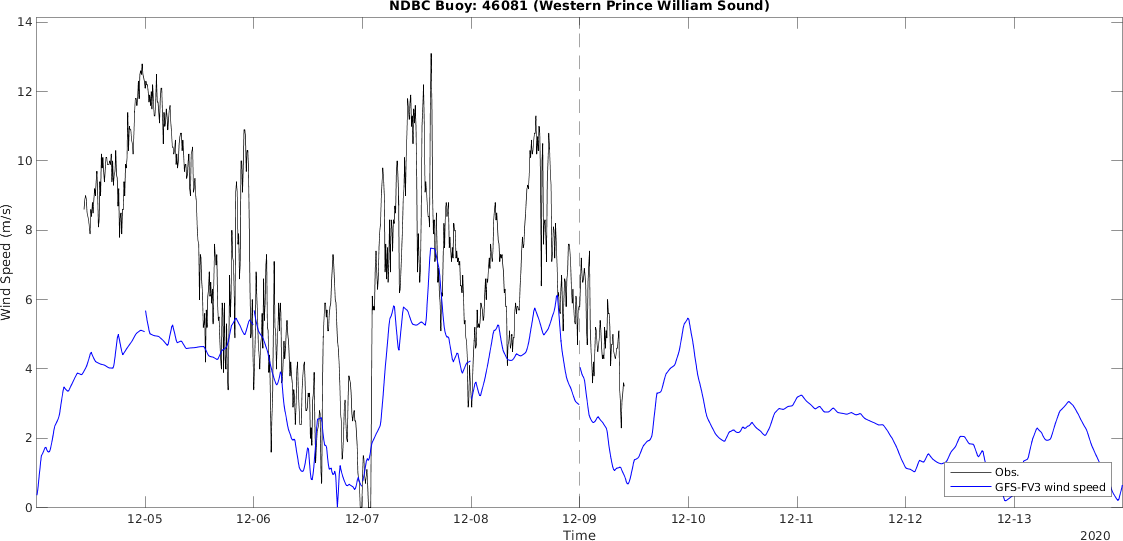 NDBC Buoy: 46081 (Western Prince William Sound)
14
12
10
8
6
4
2
0
Wind Speed (m/s)
12-05 12-06 12-07 12-08 12-09 12-10 12-11 12-12 12-13
Time
2020
Obs.
GFS-FV3 wind speed